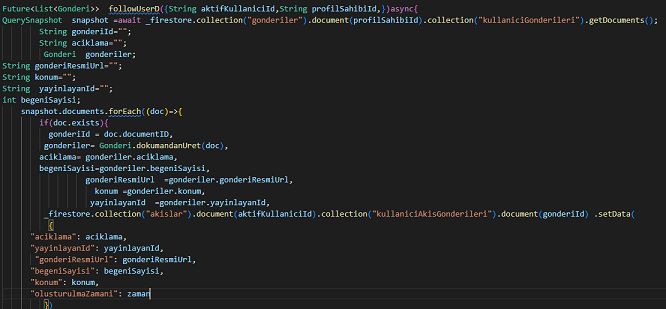 Future<List<Gonderi>>  followUserD({String aktifKullaniciId,String profilSahibiId,})async{
QuerySnapshot  snapshot =await _firestore.collection("gonderiler").document(profilSahibiId).collection("kullaniciGonderileri").getDocuments();
String gonderiId="";
String aciklama="";
Gonderi  gonderiler;
String gonderiResmiUrl="";
String konum="";
String  yayinlayanId="";
int begeniSayisi;
snapshot.documents.forEach((doc)=>{
if(doc.exists){
gonderiId = doc.documentID,
gonderiler= Gonderi.dokumandanUret(doc),
aciklama= gonderiler.aciklama,
begeniSayisi=gonderiler.begeniSayisi,
gonderiResmiUrl  =gonderiler.gonderiResmiUrl,
konum =gonderiler.konum,
yayinlayanId  =gonderiler.yayinlayanId,
_firestore.collection("akislar").document(aktifKullaniciId).collection("kullaniciAkisGonderileri").document(gonderiId) .setData(
{
"aciklama": aciklama,
"yayinlayanId": yayinlayanId,
"gonderiResmiUrl": gonderiResmiUrl,
"begeniSayisi": begeniSayisi,
"konum": konum,
"olusturulmaZamani": zaman
})